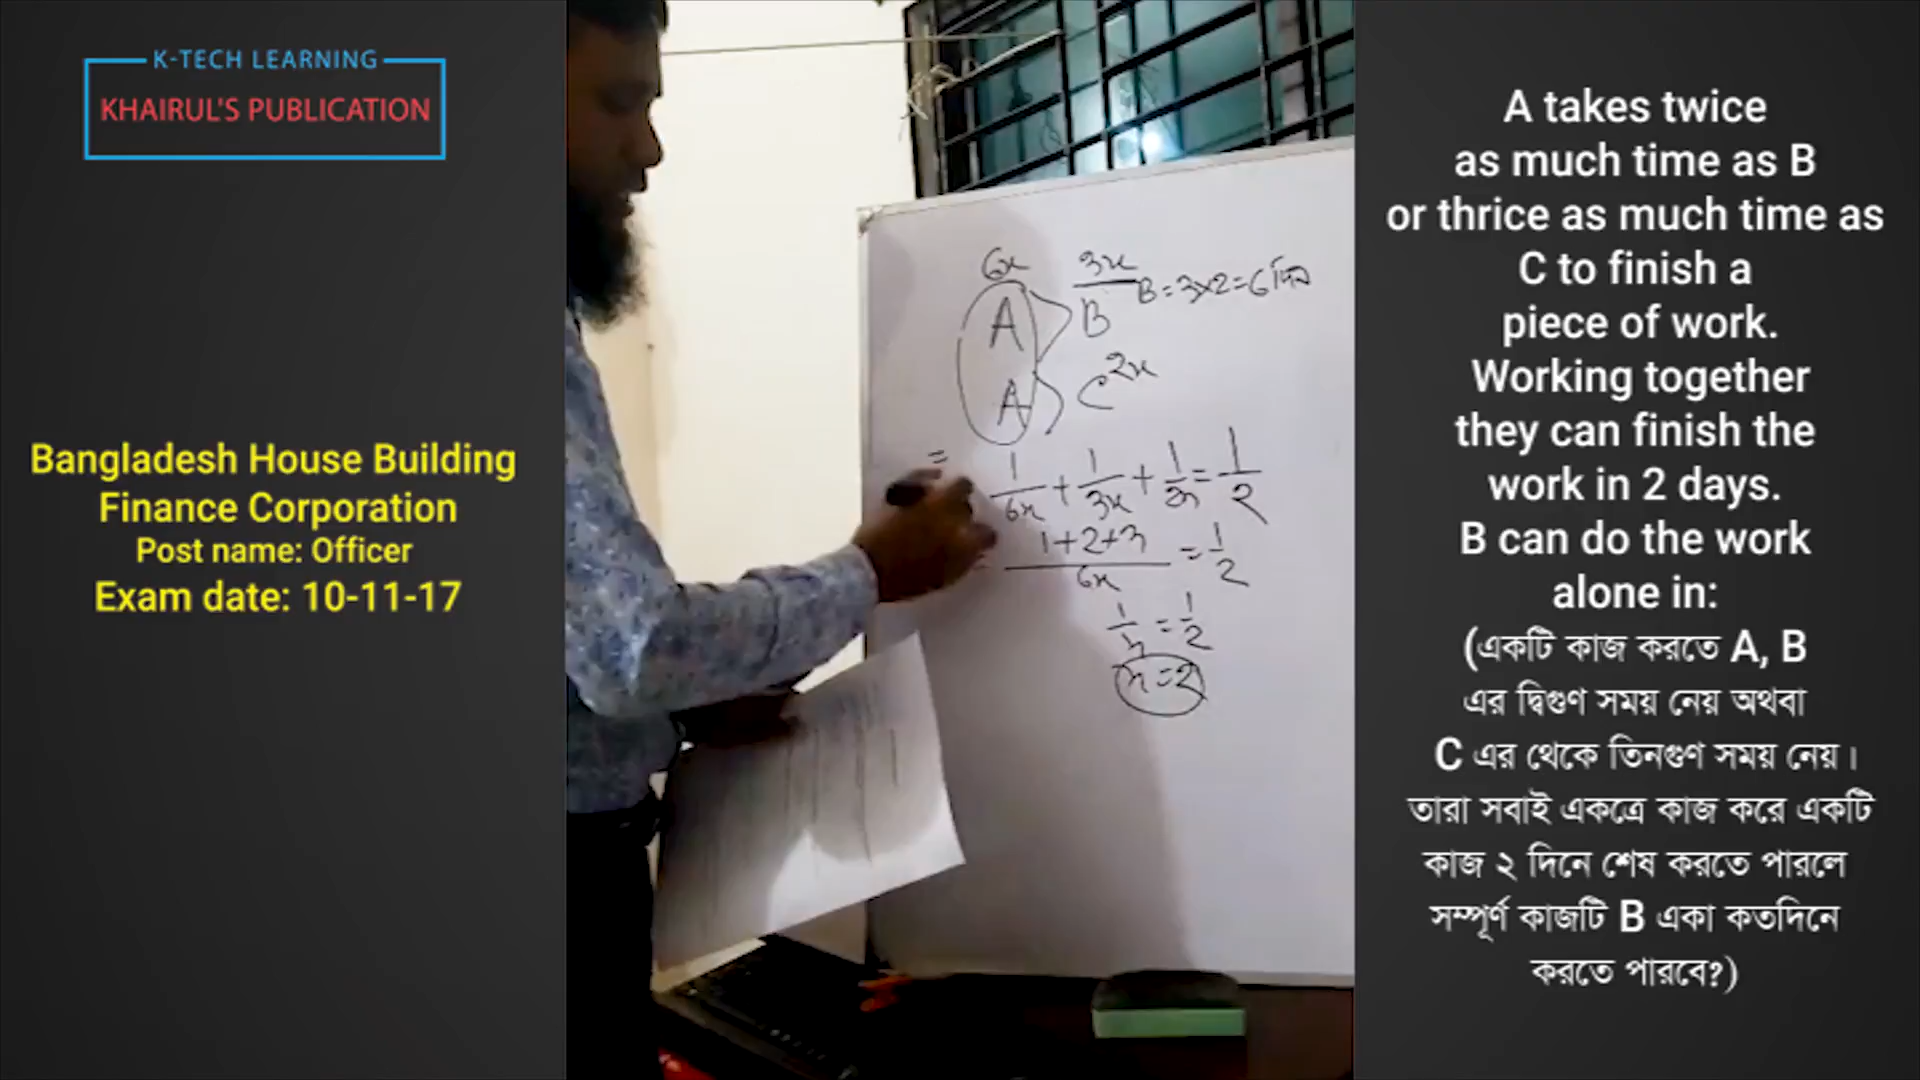 K-TECH LEARNING
KHAIRUL'S PUBLICATION
Bangladesh House Building
Finance Corporation
Post name: Officer
Exam date: 10-11-17
6x 3x
A B B=3×2=6দিন
A C 2x
=
1/6x + 1/3x + 1/2x = 1/2
1+2+3/6x = 1/2
1/x = 1/2
x=2
A takes twice
as much time as B
or thrice as much time as
C to finish a
piece of work.
Working together
they can finish the
work in 2 days.
B can do the work
alone in:
(একটি কাজ করতে A, B
এর দ্বিগুণ সময় নেয় অথবা
C এর থেকে তিনগুণ সময় নেয়।
তারা সবাই একত্রে কাজ করে একটি
কাজ ২ দিনে শেষ করতে পারলে
সম্পূর্ণ কাজটি B একা কতদিনে
করতে পারবে?)